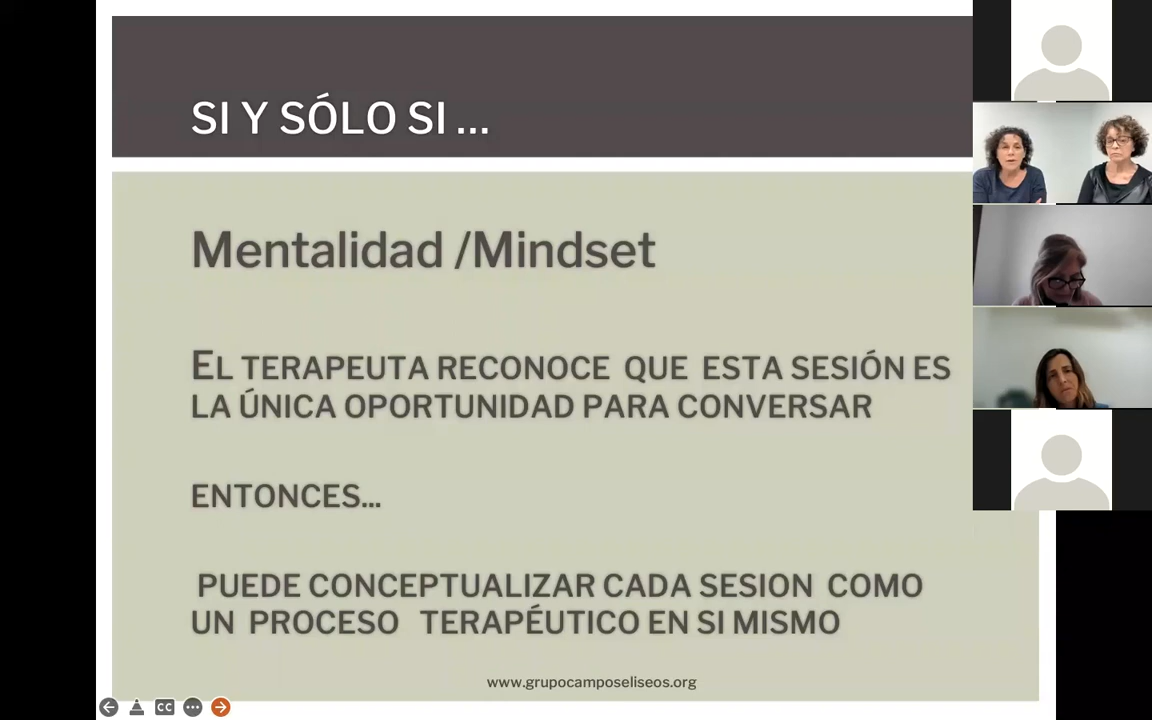 SI Y SÓLO SI ...
Mentalidad /Mindset
EL TERAPEUTA RECONOCE QUE ESTA SESIÓN ES
LA ÚNICA OPORTUNIDAD PARA CONVERSAR
ENTONCES...
PUEDE CONCEPTUALIZAR CADA SESION COMO
UN PROCESO TERAPÉUTICO EN SI MISMO
www.grupocamposeliseos.org
CC